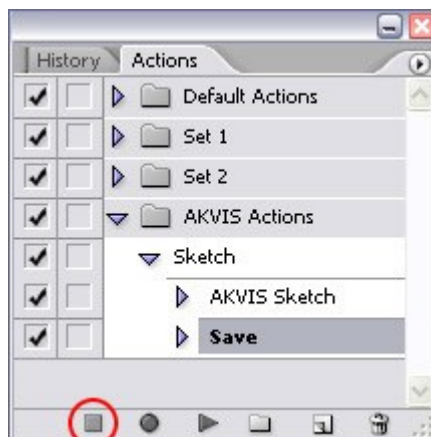 History Actions
Default Actions
Set 1
Set 2
AKVIS Actions
Sketch
AKVIS Sketch
Save